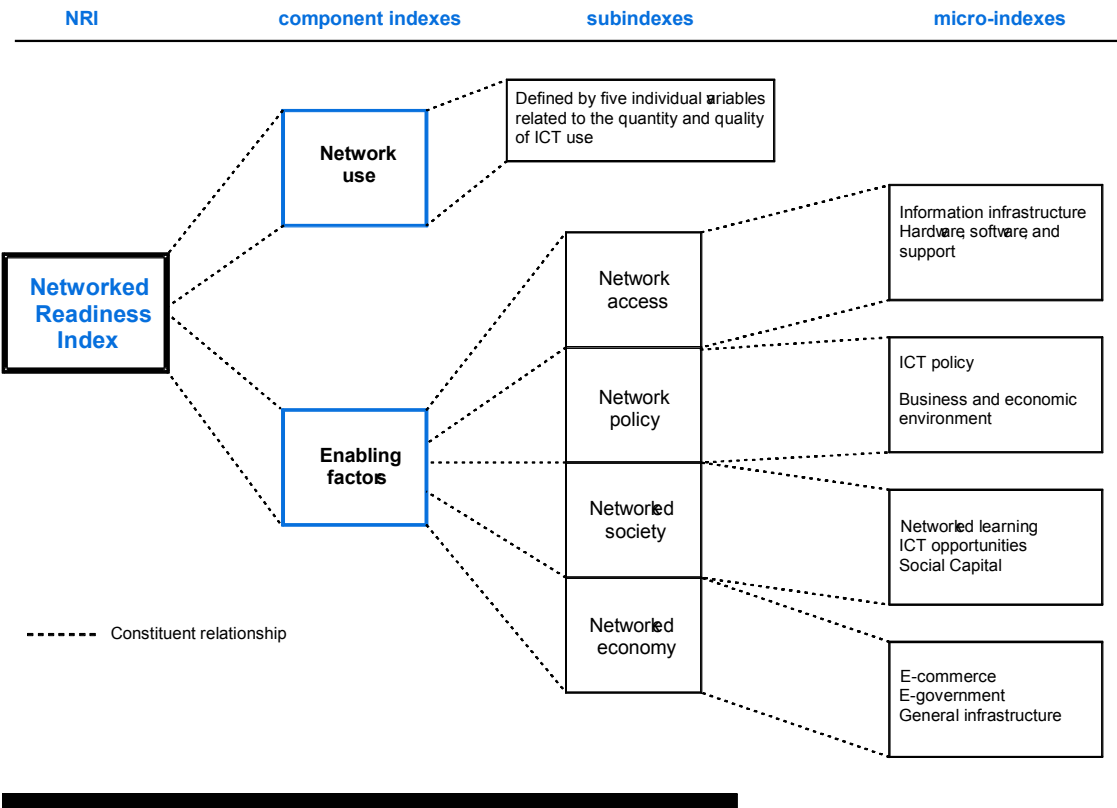 NRI
component indexes
subindexes
micro-indexes
Defined by five individual variables
related to the quantity and quality
of ICT use
Network
use
Information infrastructure
Hardware, software, and
support
Network
access
Networked
Readiness
Index
ICT policy
Business and economic
environment
Network
policy
Enabling
factors
Networked
society
Networked learning
ICT opportunities
Social Capital
Networked
economy
Constituent relationship
E-commerce
E-government
General infrastructure